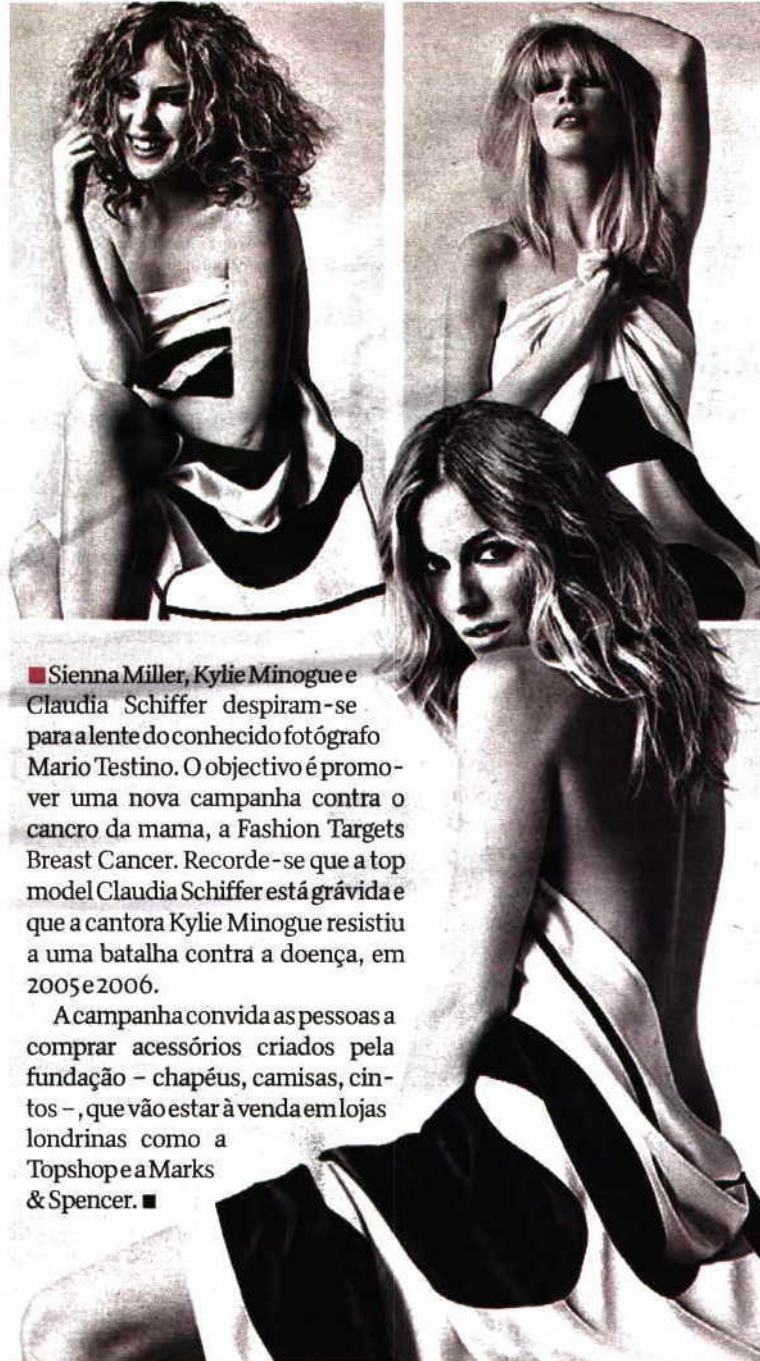 Sienna Miller, Kylie Minogue e
Claudia Schiffer despiram-se
para a lente do conhecido fotógrafo
Mario Testino. O objectivo é promo-
ver uma nova campanha contra o
cancro da mama, a Fashion Targets
Breast Cancer. Recorde-se que a top
model Claudia Schiffer está grávida e
que a cantora Kylie Minogue resistiu
a uma batalha contra a doença, em
2005 e 2006.
A campanha convida as pessoas a
comprar acessórios criados pela
fundação – chapéus, camisas, cin-
tos –, que vão estar à venda em lojas
londrinas como a
Topshop e a Marks
& Spencer.